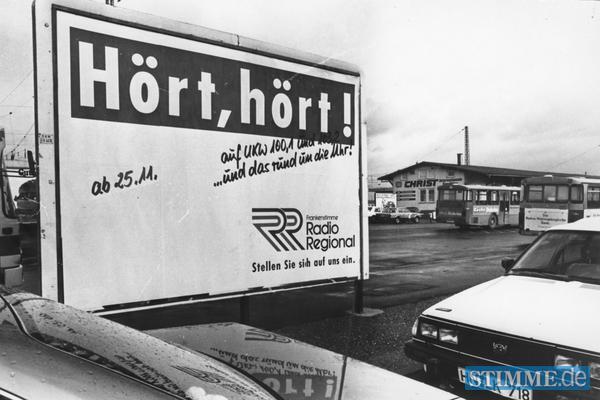 Hört, hört!
auf UKW 100,1 und
...und das rund um die Uhr!
ab 25.11.
RR
Frankenstimme
Radio
Regional
Stellen Sie sich auf uns ein.
CHRIST
STIMME.de